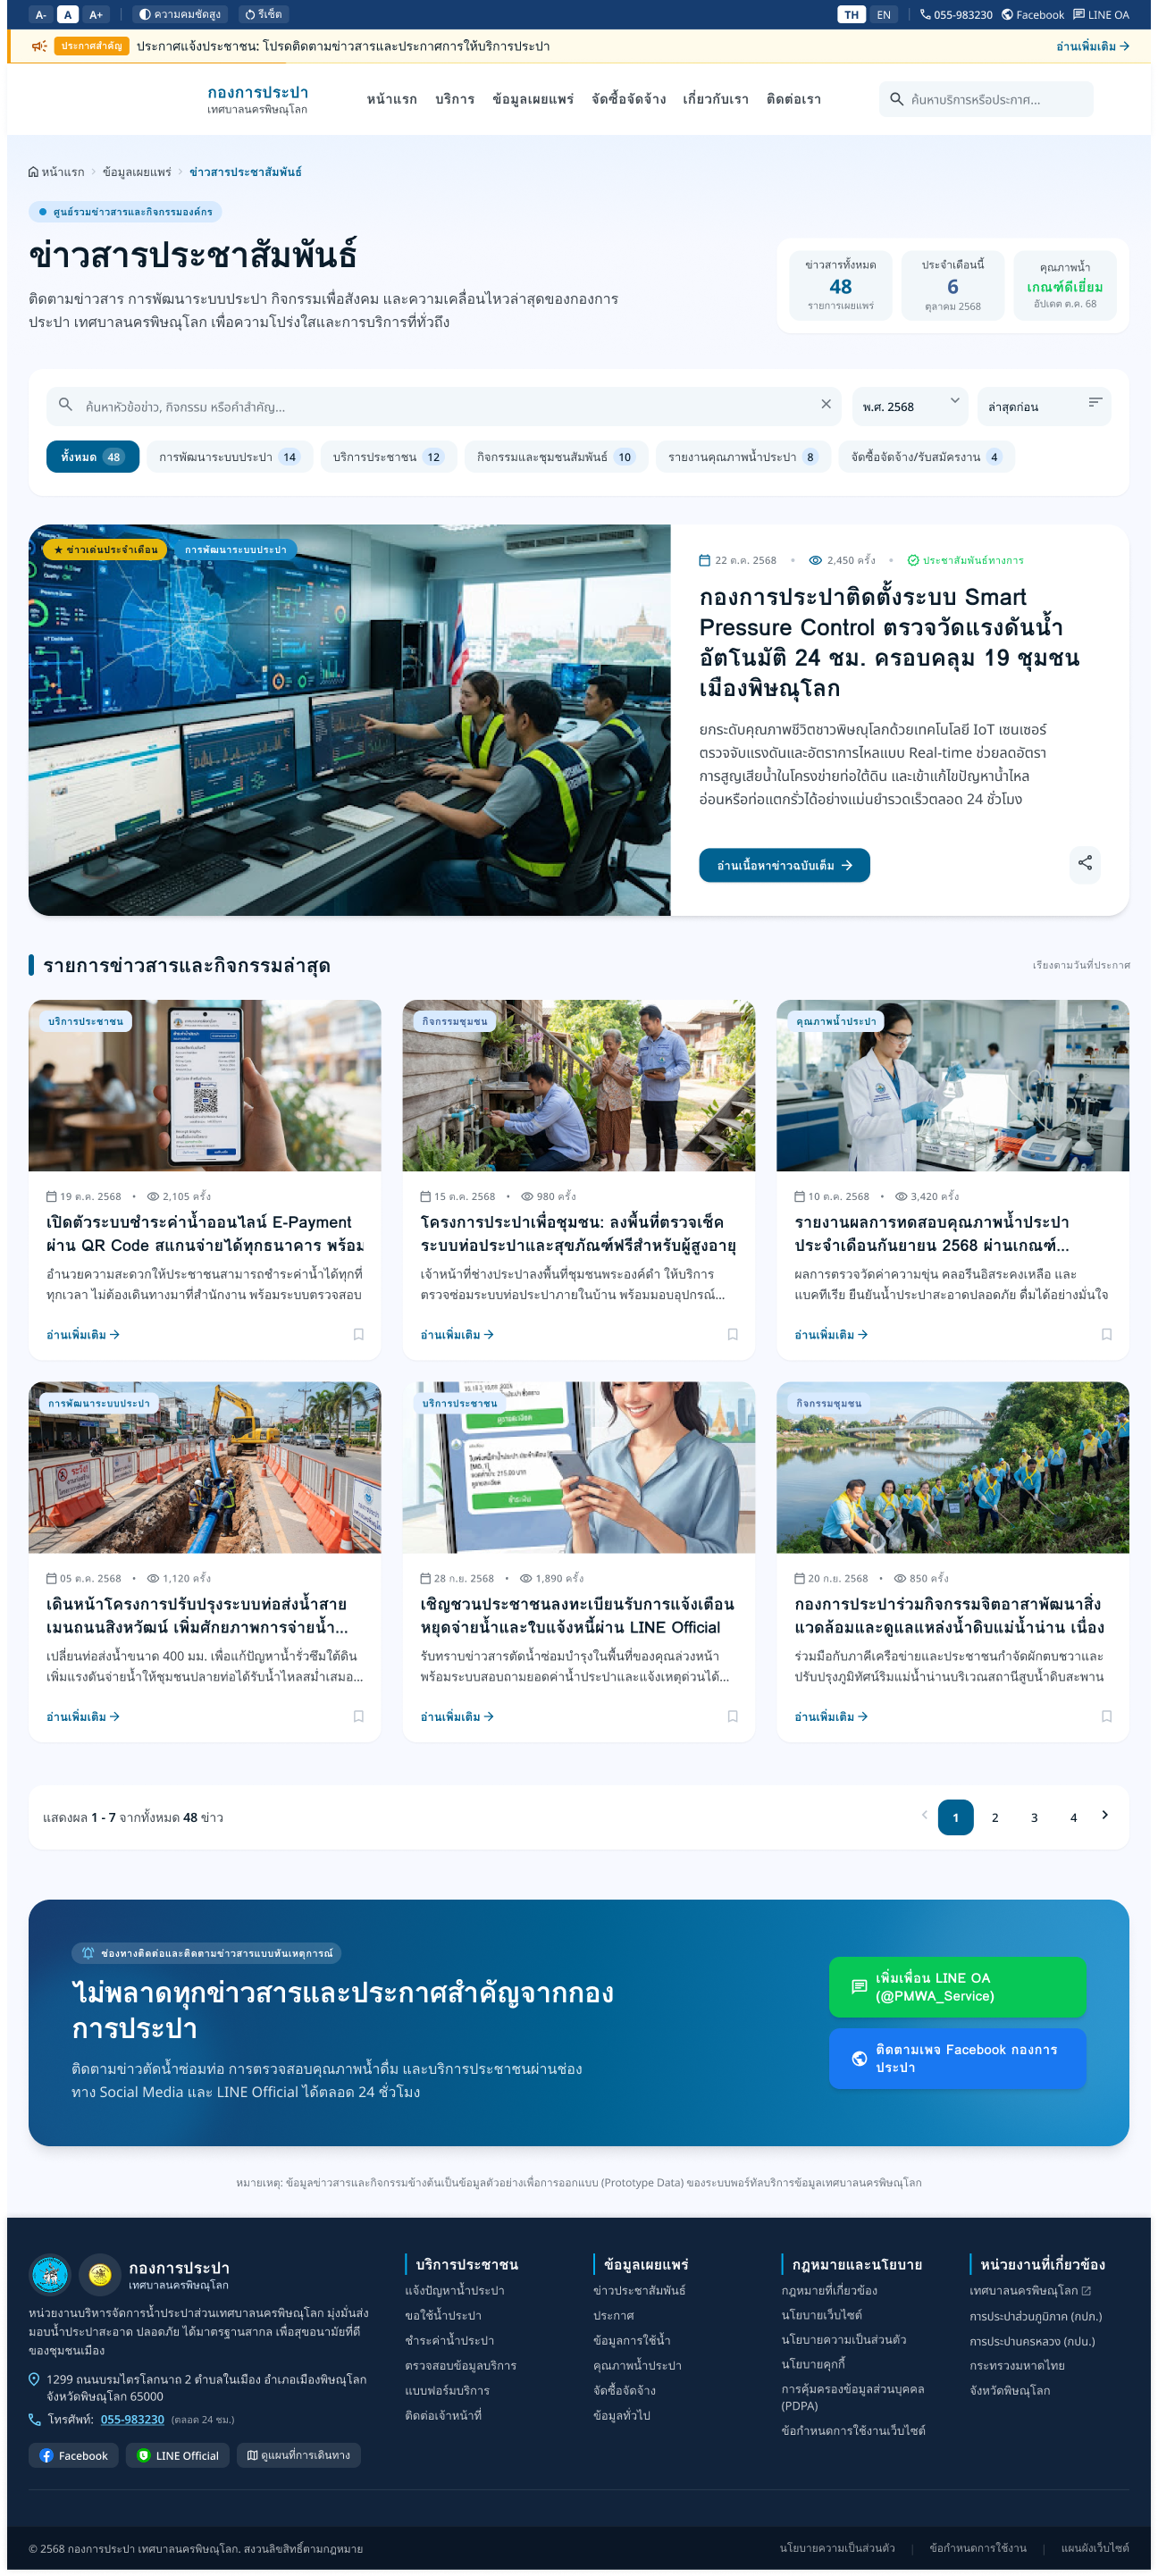 A- A A+ ความคมชัดสูง รีเซ็ต TH EN 055-983230 Facebook LINE OA
ประกาศสำคัญ ประกาศแจ้งประชาชน: โปรดติดตามข่าวสารและประกาศการให้บริการประปา อ่านเพิ่มเติม
กองการประปา
เทศบาลนครพิษณุโลก
หน้าแรก บริการ ข้อมูลเผยแพร่ จัดซื้อจัดจ้าง เกี่ยวกับเรา ติดต่อเรา
ค้นหาบริการหรือประกาศ...
หน้าแรก ข้อมูลเผยแพร่ ข่าวสารประชาสัมพันธ์
ศูนย์รวมข่าวสารและกิจกรรมองค์กร
ข่าวสารประชาสัมพันธ์
ติดตามข่าวสาร การพัฒนาระบบประปา กิจกรรมเพื่อสังคม และความเคลื่อนไหวล่าสุดของกองการ
ประปา เทศบาลนครพิษณุโลก เพื่อความโปร่งใสและการบริการที่ทั่วถึง
ข่าวสารทั้งหมด
48
รายการเผยแพร่
ประจำเดือนนี้
6
ตุลาคม 2568
คุณภาพน้ำ
เกณฑ์ดีเยี่ยม
อัปเดต ต.ค. 68
ค้นหาหัวข้อข่าว, กิจกรรม หรือคำสำคัญ...
พ.ศ. 2568
ล่าสุดก่อน
ทั้งหมด 48 การพัฒนาระบบประปา 14 บริการประชาชน 12 กิจกรรมและชุมชนสัมพันธ์ 10 รายงานคุณภาพน้ำประปา 8 จัดซื้อจัดจ้าง/รับสมัครงาน 4
★ ข่าวเด่นประจำเดือน การพัฒนาระบบประปา
22 ต.ค. 2568 • 2,450 ครั้ง • ประชาสัมพันธ์ทางการ
กองการประปาติดตั้งระบบ Smart
Pressure Control ตรวจวัดแรงดันน้ำ
อัตโนมัติ 24 ชม. ครอบคลุม 19 ชุมชน
เมืองพิษณุโลก
ยกระดับคุณภาพชีวิตชาวพิษณุโลกด้วยเทคโนโลยี IoT เซนเซอร์
ตรวจจับแรงดันและอัตราการไหลแบบ Real-time ช่วยลดอัตรา
การสูญเสียน้ำในโครงข่ายท่อใต้ดิน และเข้าแก้ไขปัญหาน้ำไหล
อ่อนหรือท่อแตกรั่วได้อย่างแม่นยำรวดเร็วตลอด 24 ชั่วโมง
อ่านเนื้อหาข่าวฉบับเต็ม
รายการข่าวสารและกิจกรรมล่าสุด
เรียงตามวันที่ประกาศ
บริการประชาชน
19 ต.ค. 2568 • 2,105 ครั้ง
เปิดตัวระบบชำระค่าน้ำออนไลน์ E-Payment
ผ่าน QR Code สแกนจ่ายได้ทุกธนาคาร พร้อม
อำนวยความสะดวกให้ประชาชนสามารถชำระค่าน้ำได้ทุกที่
ทุกเวลา ไม่ต้องเดินทางมาที่สำนักงาน พร้อมระบบตรวจสอบ
อ่านเพิ่มเติม
กิจกรรมชุมชน
15 ต.ค. 2568 • 980 ครั้ง
โครงการประปาเพื่อชุมชน: ลงพื้นที่ตรวจเช็ค
ระบบท่อประปาและสุขภัณฑ์ฟรีสำหรับผู้สูงอายุ
เจ้าหน้าที่ช่างประปาลงพื้นที่ชุมชนพระองค์ดำ ให้บริการ
ตรวจซ่อมระบบท่อประปาภายในบ้าน พร้อมมอบอุปกรณ์...
อ่านเพิ่มเติม
คุณภาพน้ำประปา
10 ต.ค. 2568 • 3,420 ครั้ง
รายงานผลการทดสอบคุณภาพน้ำประปา
ประจำเดือนกันยายน 2568 ผ่านเกณฑ์...
ผลการตรวจวัดค่าความขุ่น คลอรีนอิสระคงเหลือ และ
แบคทีเรีย ยืนยันน้ำประปาสะอาดปลอดภัย ดื่มได้อย่างมั่นใจ
อ่านเพิ่มเติม
การพัฒนาระบบประปา
05 ต.ค. 2568 • 1,120 ครั้ง
เดินหน้าโครงการปรับปรุงระบบท่อส่งน้ำสาย
เมนถนนสิงหวัฒน์ เพิ่มศักยภาพการจ่ายน้ำ...
เปลี่ยนท่อส่งน้ำขนาด 400 มม. เพื่อแก้ปัญหาน้ำรั่วซึมใต้ดิน
เพิ่มแรงดันจ่ายน้ำให้ชุมชนปลายท่อได้รับน้ำไหลสม่ำเสมอ...
อ่านเพิ่มเติม
บริการประชาชน
28 ก.ย. 2568 • 1,890 ครั้ง
เชิญชวนประชาชนลงทะเบียนรับการแจ้งเตือน
หยุดจ่ายน้ำและใบแจ้งหนี้ผ่าน LINE Official
รับทราบข่าวสารตัดน้ำซ่อมบำรุงในพื้นที่ของคุณล่วงหน้า
พร้อมระบบสอบถามยอดค่าน้ำประปาและแจ้งเหตุด่วนได้...
อ่านเพิ่มเติม
กิจกรรมชุมชน
20 ก.ย. 2568 • 850 ครั้ง
กองการประปาร่วมกิจกรรมจิตอาสาพัฒนาสิ่ง
แวดล้อมและดูแลแหล่งน้ำดิบแม่น้ำน่าน เนื่อง
ร่วมมือกับภาคีเครือข่ายและประชาชนกำจัดผักตบชวาและ
ปรับปรุงภูมิทัศน์ริมแม่น้ำน่านบริเวณสถานีสูบน้ำดิบสะพาน
อ่านเพิ่มเติม
แสดงผล 1 - 7 จากทั้งหมด 48 ข่าว
1 2 3 4
ช่องทางติดต่อและติดตามข่าวสารแบบทันเหตุการณ์
ไม่พลาดทุกข่าวสารและประกาศสำคัญจากกอง
การประปา
ติดตามข่าวตัดน้ำซ่อมท่อ การตรวจสอบคุณภาพน้ำดื่ม และบริการประชาชนผ่านช่อง
ทาง Social Media และ LINE Official ได้ตลอด 24 ชั่วโมง
เพิ่มเพื่อน LINE OA
(@PMWA_Service)
ติดตามเพจ Facebook กองการ
ประปา
หมายเหตุ: ข้อมูลข่าวสารและกิจกรรมข้างต้นเป็นข้อมูลตัวอย่างเพื่อการออกแบบ (Prototype Data) ของระบบพอร์ทัลบริการข้อมูลเทศบาลนครพิษณุโลก
กองการประปา
เทศบาลนครพิษณุโลก
หน่วยงานบริหารจัดการน้ำประปาส่วนเทศบาลนครพิษณุโลก มุ่งมั่นส่ง
มอบน้ำประปาสะอาด ปลอดภัย ได้มาตรฐานสากล เพื่อสุขอนามัยที่ดี
ของชุมชนเมือง
1299 ถนนบรมไตรโลกนาถ 2 ตำบลในเมือง อำเภอเมืองพิษณุโลก
จังหวัดพิษณุโลก 65000
โทรศัพท์: 055-983230 (ตลอด 24 ชม.)
Facebook LINE Official ดูแผนที่การเดินทาง
บริการประชาชน
แจ้งปัญหาน้ำประปา
ขอใช้น้ำประปา
ชำระค่าน้ำประปา
ตรวจสอบข้อมูลบริการ
แบบฟอร์มบริการ
ติดต่อเจ้าหน้าที่
ข้อมูลเผยแพร่
ข่าวประชาสัมพันธ์
ประกาศ
ข้อมูลการใช้น้ำ
คุณภาพน้ำประปา
จัดซื้อจัดจ้าง
ข้อมูลทั่วไป
กฎหมายและนโยบาย
กฎหมายที่เกี่ยวข้อง
นโยบายเว็บไซต์
นโยบายความเป็นส่วนตัว
นโยบายคุกกี้
การคุ้มครองข้อมูลส่วนบุคคล
(PDPA)
ข้อกำหนดการใช้งานเว็บไซต์
หน่วยงานที่เกี่ยวข้อง
เทศบาลนครพิษณุโลก
การประปาส่วนภูมิภาค (กปภ.)
การประปานครหลวง (กปน.)
กระทรวงมหาดไทย
จังหวัดพิษณุโลก
© 2568 กองการประปา เทศบาลนครพิษณุโลก. สงวนลิขสิทธิ์ตามกฎหมาย
นโยบายความเป็นส่วนตัว | ข้อกำหนดการใช้งาน | แผนผังเว็บไซต์